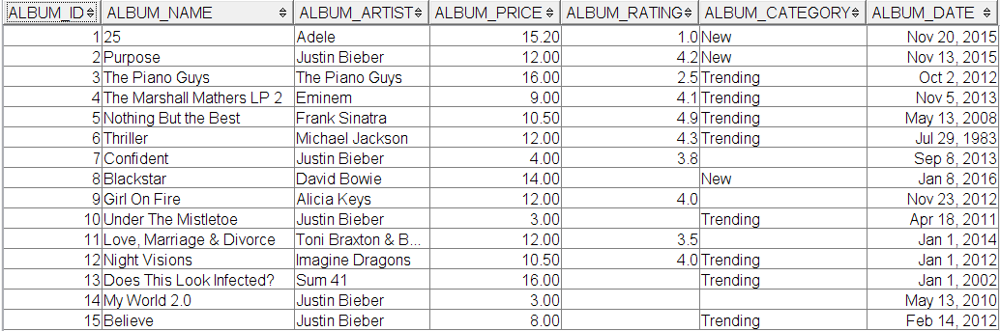 ALBUM_ID ALBUM_NAME ALBUM_ARTIST ALBUM_PRICE ALBUM_RATING ALBUM_CATEGORY ALBUM_DATE
1 25 Adele 15.20 1.0 New Nov 20, 2015
2 Purpose Justin Bieber 12.00 4.2 New Nov 13, 2015
3 The Piano Guys The Piano Guys 16.00 2.5 Trending Oct 2, 2012
4 The Marshall Mathers LP 2 Eminem 9.00 4.1 Trending Nov 5, 2013
5 Nothing But the Best Frank Sinatra 10.50 4.9 Trending May 13, 2008
6 Thriller Michael Jackson 12.00 4.3 Trending Jul 29, 1983
7 Confident Justin Bieber 4.00 3.8 Sep 8, 2013
8 Blackstar David Bowie 14.00 New Jan 8, 2016
9 Girl On Fire Alicia Keys 12.00 4.0 Nov 23, 2012
10 Under The Mistletoe Justin Bieber 3.00 Trending Apr 18, 2011
11 Love, Marriage & Divorce Toni Braxton & B... 12.00 3.5 Jan 1, 2014
12 Night Visions Imagine Dragons 10.50 4.0 Trending Jan 1, 2012
13 Does This Look Infected? Sum 41 16.00 Trending Jan 1, 2002
14 My World 2.0 Justin Bieber 3.00 May 13, 2010
15 Believe Justin Bieber 8.00 Trending Feb 14, 2012